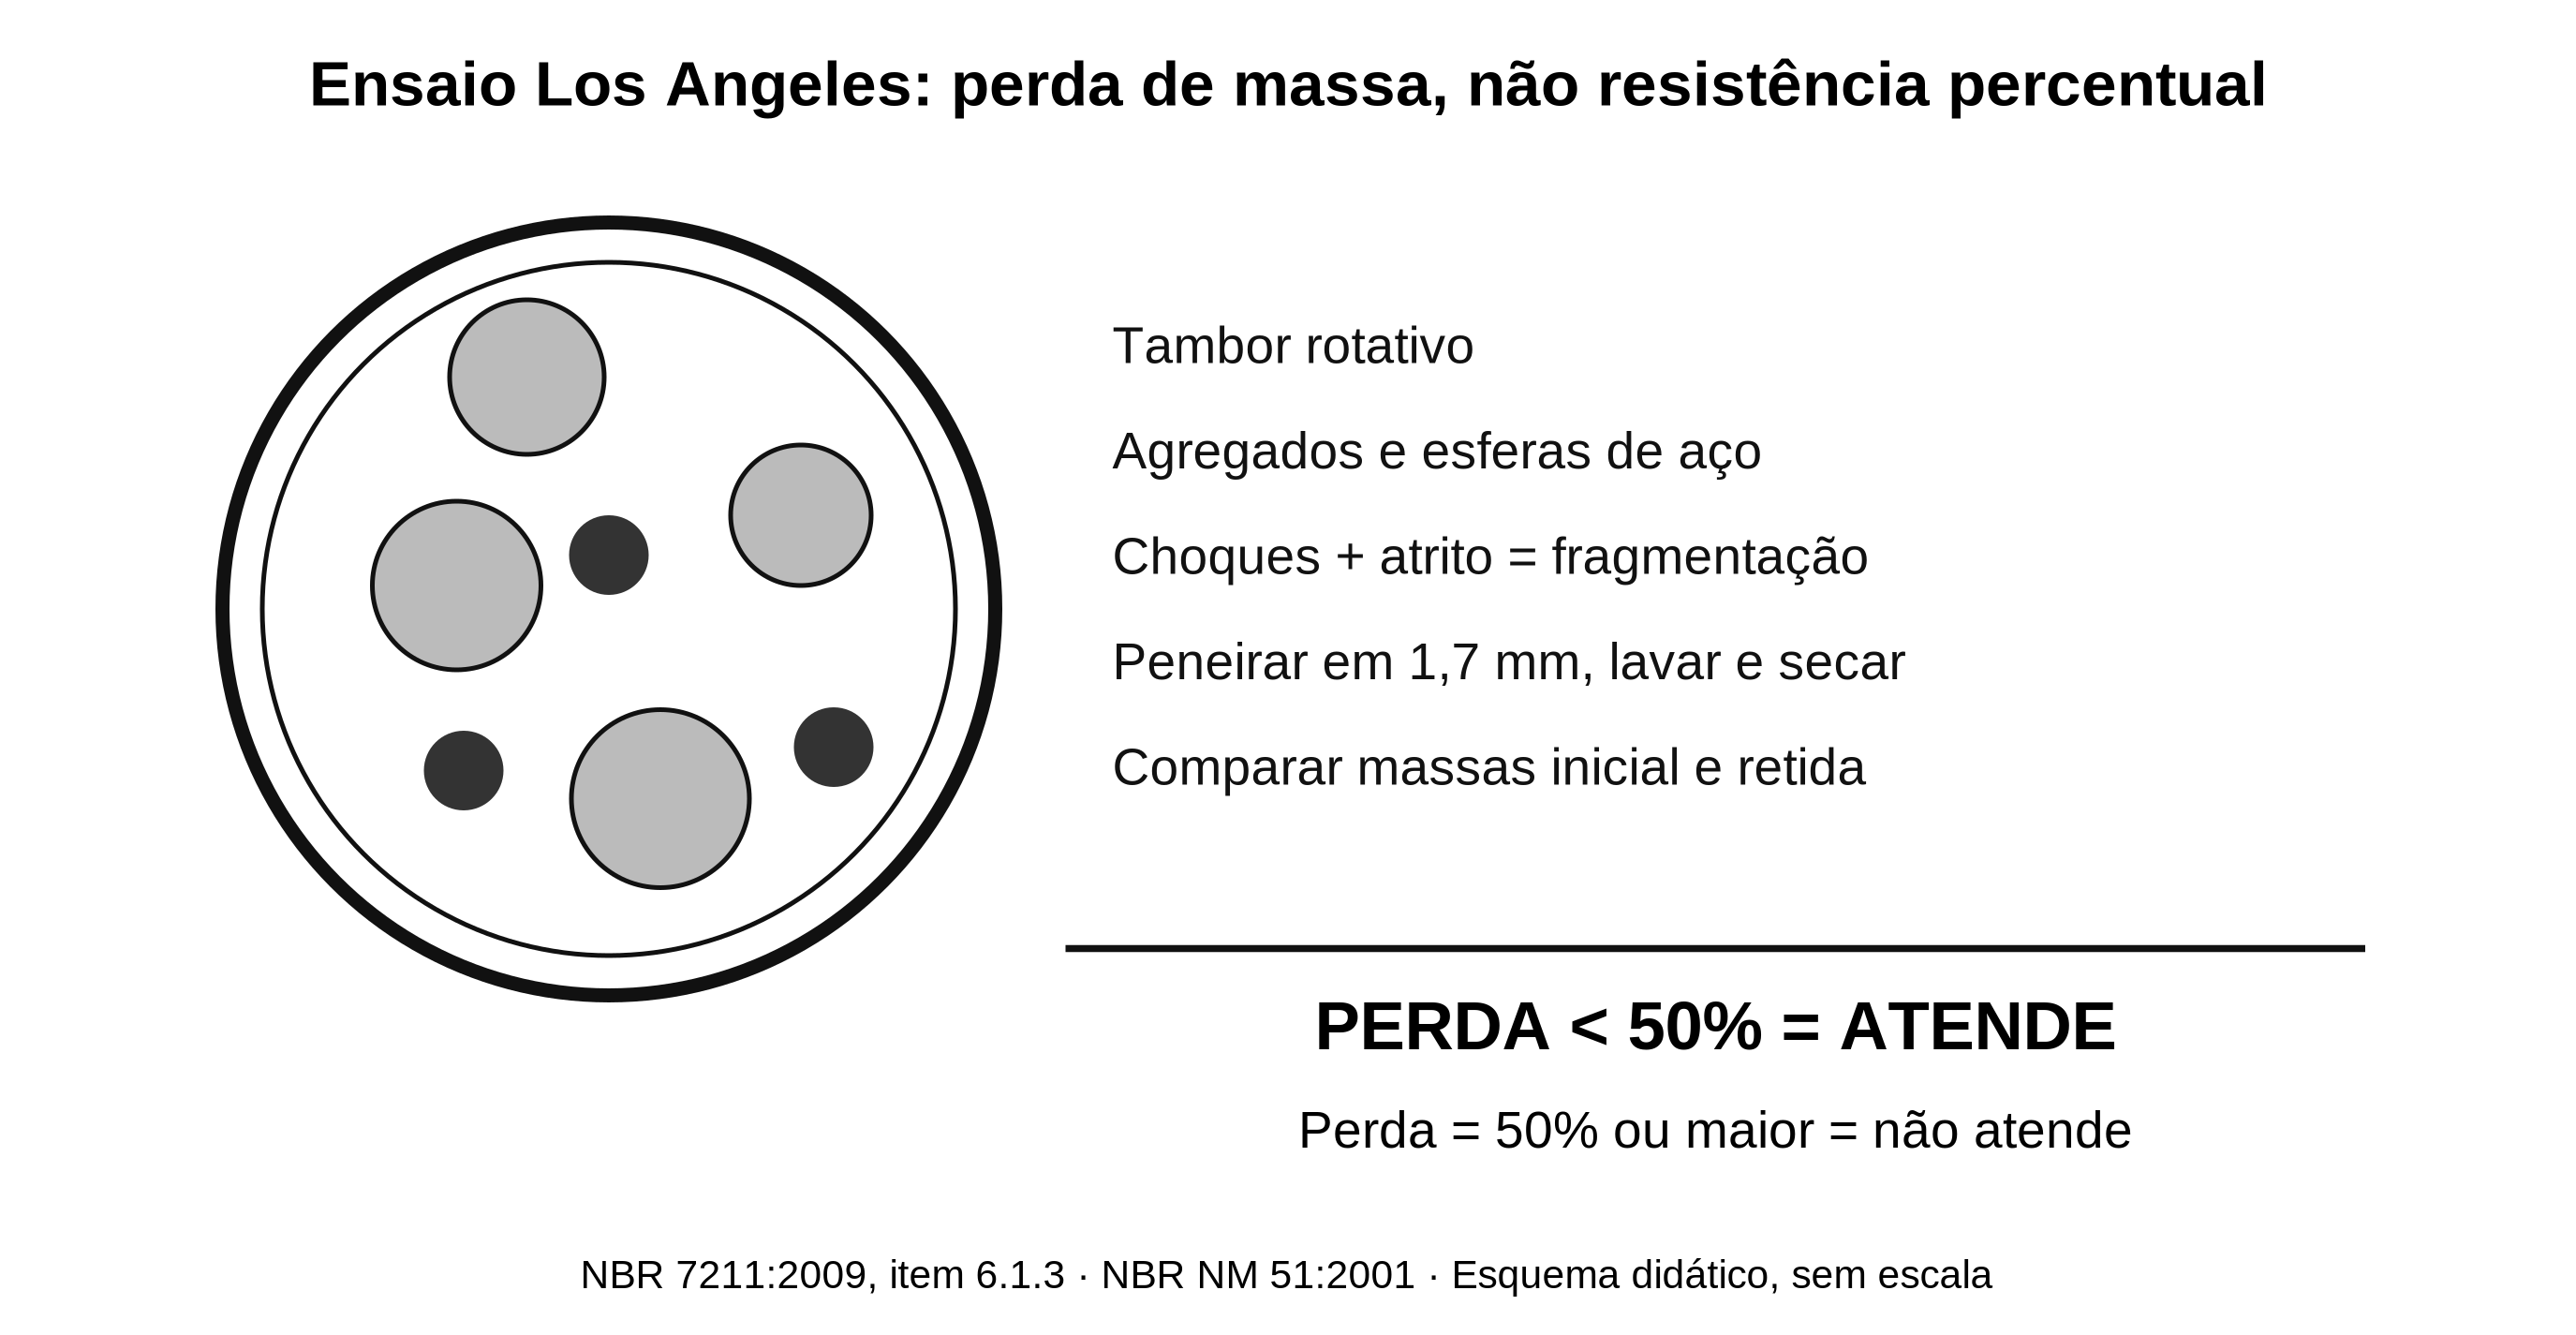 Ensaio Los Angeles: perda de massa, não resistência percentual
Tambor rotativo
Agregados e esferas de aço
Choques + atrito = fragmentação
Peneirar em 1,7 mm, lavar e secar
Comparar massas inicial e retida
PERDA < 50% = ATENDE
Perda = 50% ou maior = não atende
NBR 7211:2009, item 6.1.3 · NBR NM 51:2001 · Esquema didático, sem escala